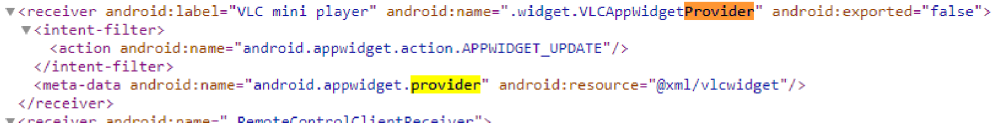 ▼<receiver android:label="VLC mini player" android:name=".widget.VLCAppWidgetProvider" android:exported="false">
▼<intent-filter>
<action android:name="android.appwidget.action.APPWIDGET_UPDATE"/>
</intent-filter>
<meta-data android:name="android.appwidget.provider" android:resource="@xml/vlcwidget"/>
</receiver>
▼<receiver android:name=".RemoteControlClientReceiver">